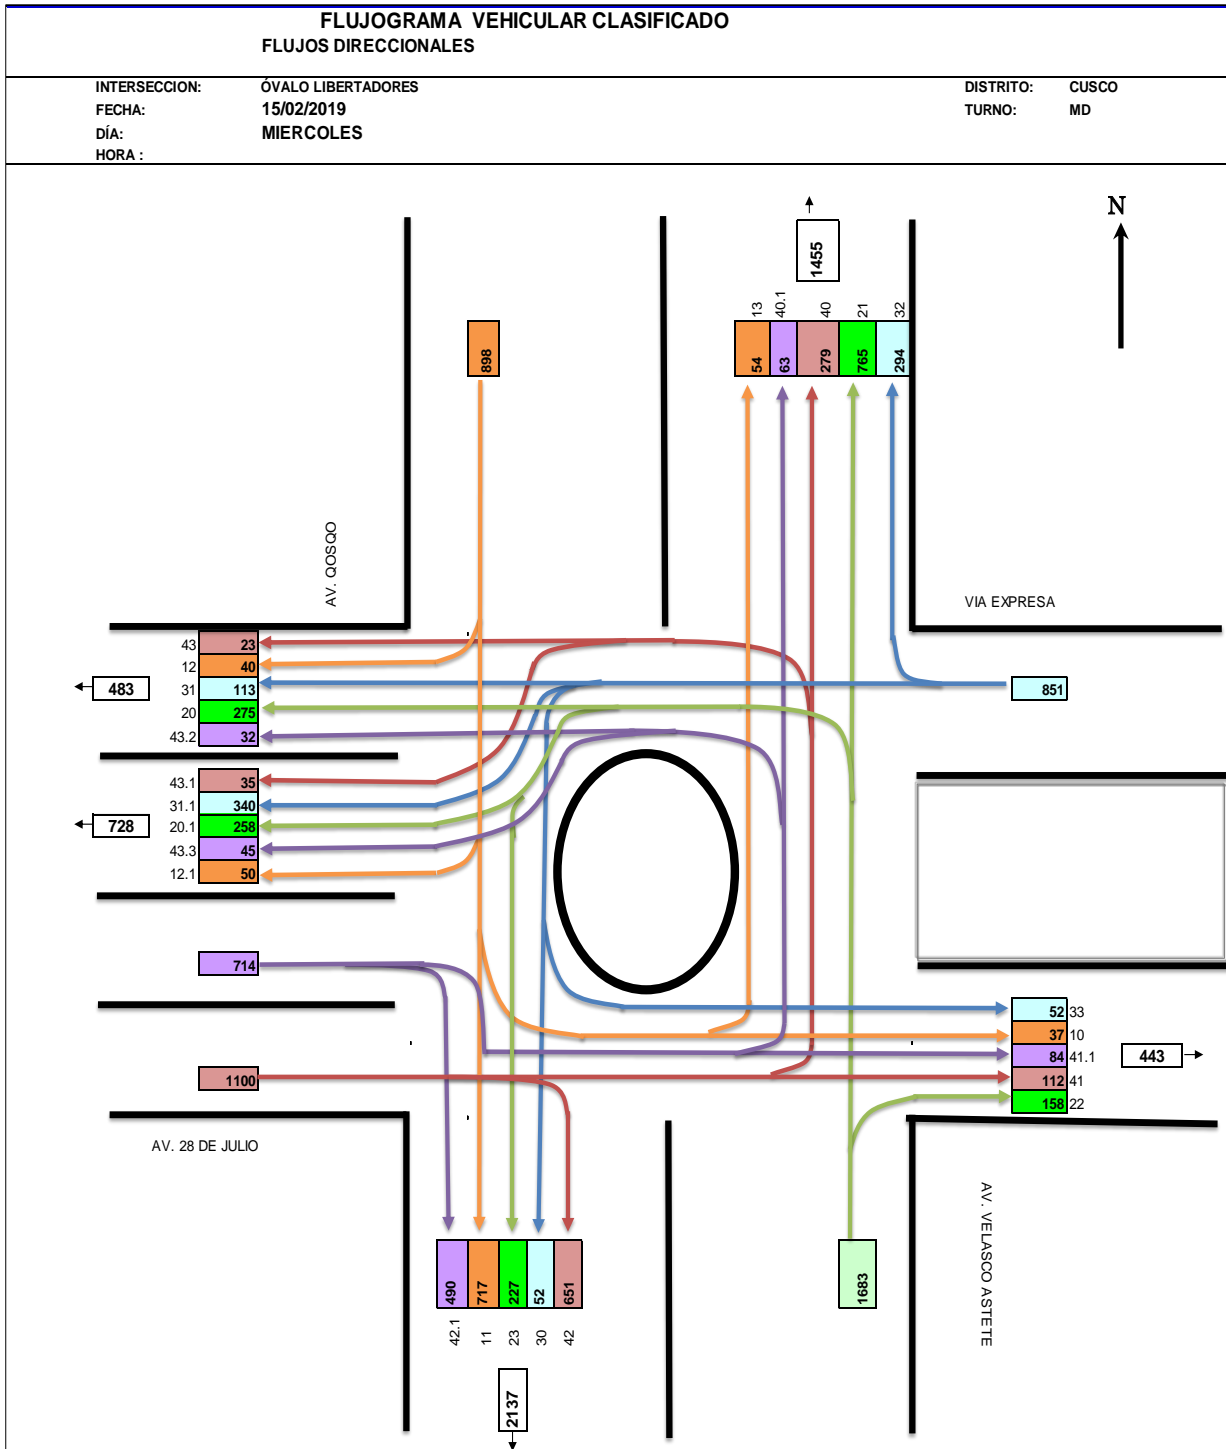 FLUJOGRAMA VEHICULAR CLASIFICADO
FLUJOS DIRECCIONALES
INTERSECCION: ÓVALO LIBERTADORES
DISTRITO: CUSCO
FECHA: 15/02/2019
TURNO: MD
DÍA: MIERCOLES
HORA :
N
1455
13 40.1 40 21 32
54 63 279 765 294
898
AV. QOSQO
VIA EXPRESA
43 23
12 40
31 113
20 275
43.2 32
483
851
43.1 35
31.1 340
20.1 258
43.3 45
12.1 50
728
714
52 33
37 10
84 41.1
112 41
158 22
443
1100
AV. 28 DE JULIO
AV. VELASCO ASTETE
490 717 227 52 651
42.1 11 23 30 42
1683
2137